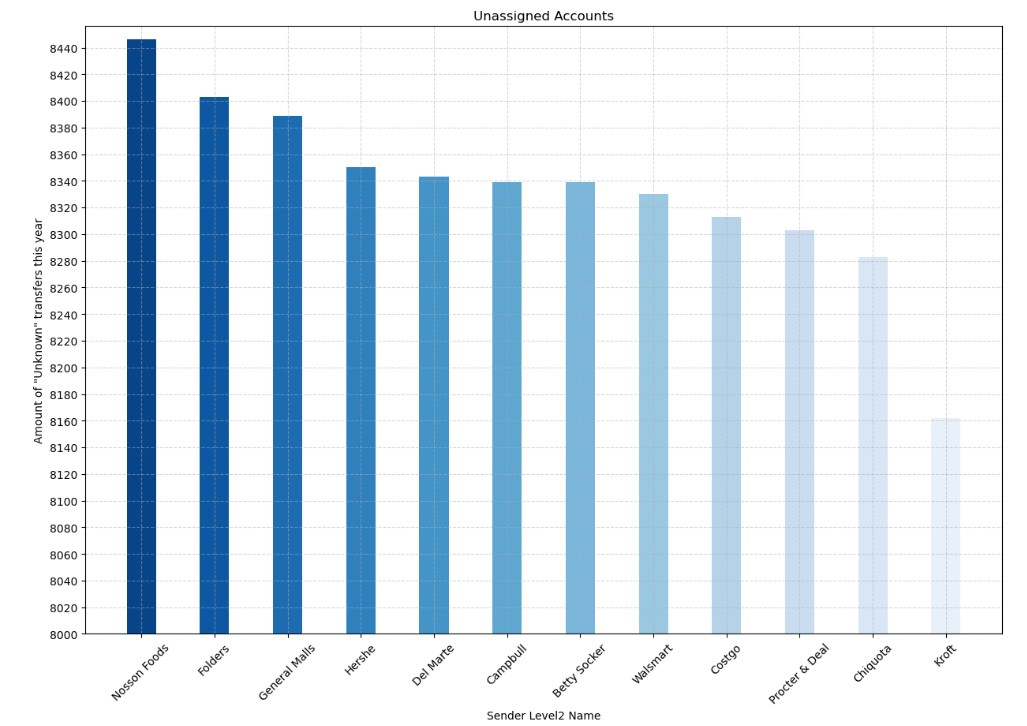 Unassigned Accounts
Amount of "Unknown" transfers this year
8440
8420
8400
8380
8360
8340
8320
8300
8280
8260
8240
8220
8200
8180
8160
8140
8120
8100
8080
8060
8040
8020
8000
Nosson Foods
Folders
General Malls
Hershe
Del Marte
Campbull
Betty Socker
Walsmart
Costgo
Procter & Deal
Chiquota
Kroft
Sender Level2 Name